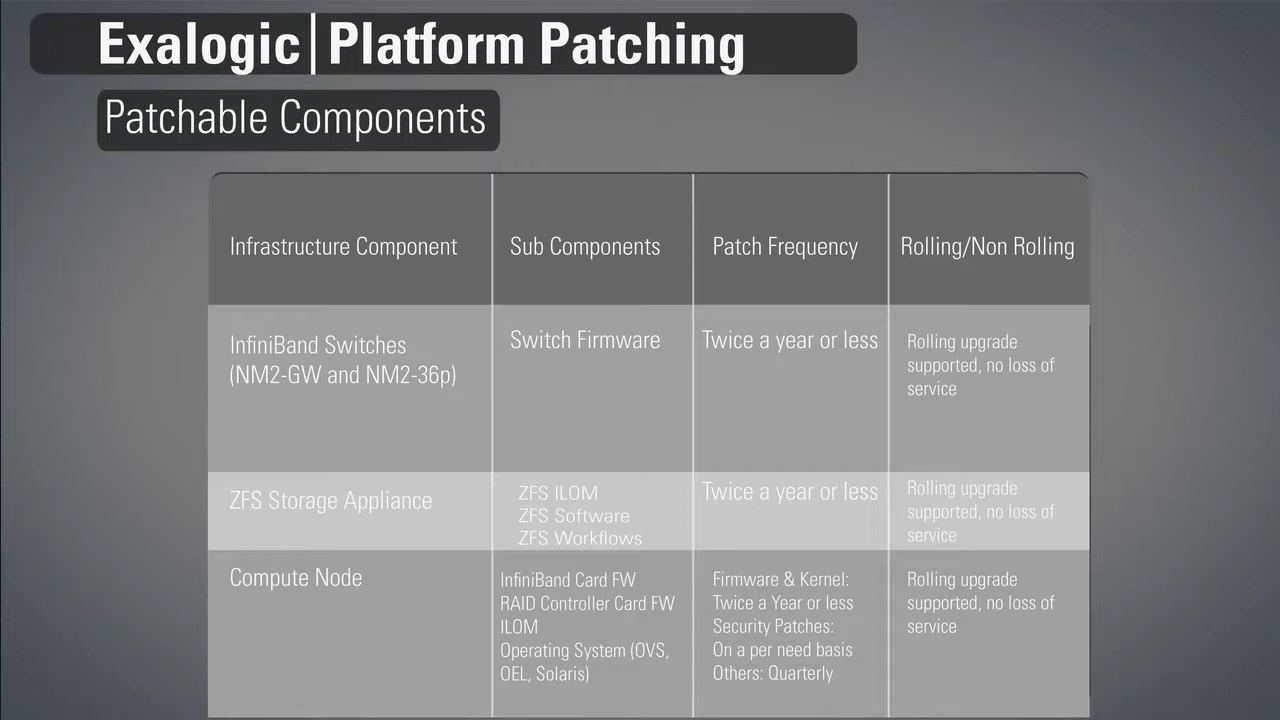 Exalogic|Platform Patching
Patchable Components
Infrastructure Component
Sub Components
Patch Frequency
Rolling/Non Rolling
InfiniBand Switches
(NM2-GW and NM2-36p)
Switch Firmware
Twice a year or less
Rolling upgrade
supported, no loss of
service
ZFS Storage Appliance
ZFS ILOM
ZFS Software
ZFS Workflows
Twice a year or less
Rolling upgrade
supported, no loss of
service
Compute Node
InfiniBand Card FW
RAID Controller Card FW
ILOM
Operating System (OVS,
OEL, Solaris)
Firmware & Kernel:
Twice a Year or less
Security Patches:
On a per need basis
Others: Quarterly
Rolling upgrade
supported, no loss of
service